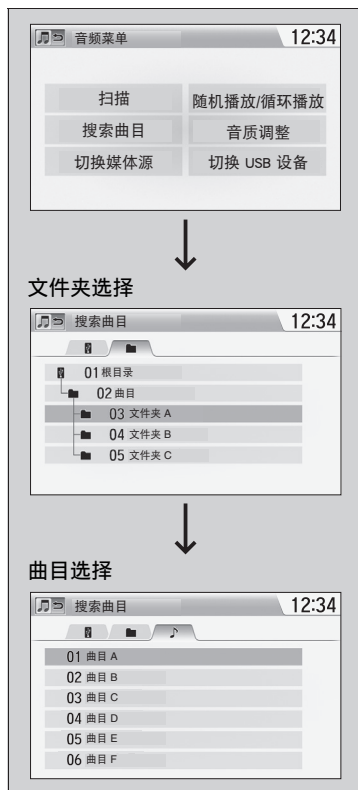 音频菜单 12:34
扫描 随机播放/循环播放
搜索曲目 音质调整
切换媒体源 切换 USB 设备
文件夹选择
搜索曲目 12:34
01 根目录
02 曲目
03 文件夹 A
04 文件夹 B
05 文件夹 C
曲目选择
搜索曲目 12:34
01 曲目 A
02 曲目 B
03 曲目 C
04 曲目 D
05 曲目 E
06 曲目 F